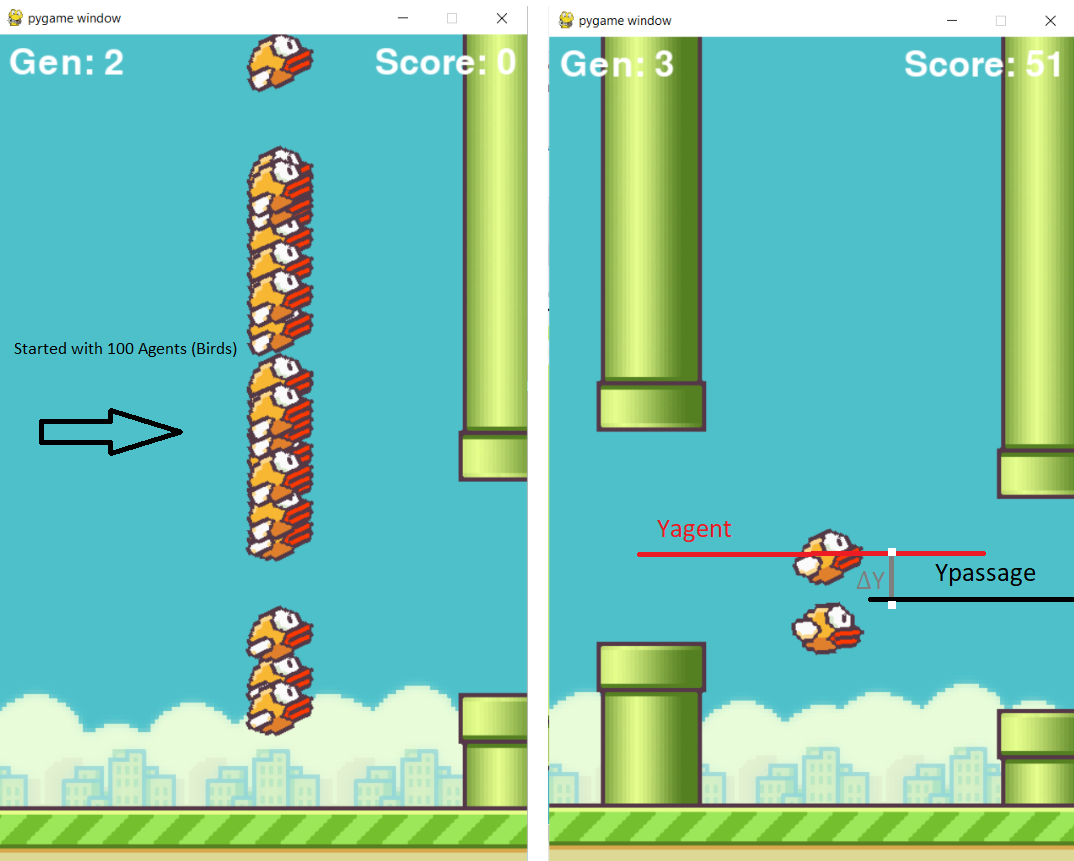 pygame window
Gen: 2
Score: 0
Started with 100 Agents (Birds)
pygame window
Gen: 3
Score: 51
Yagent
ΔY
Ypassage